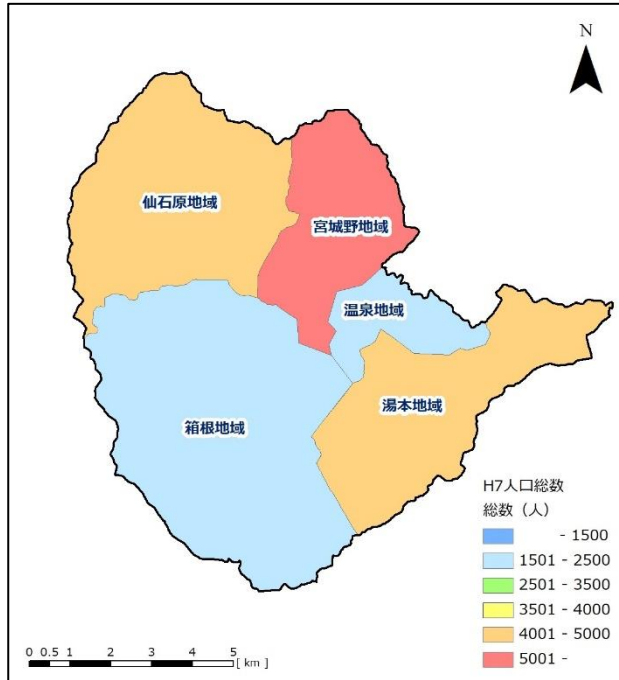 N
仙石原地域
宮城野地域
温泉地域
湯本地域
箱根地域
H7人口総数
総数（人）
- 1500
1501 - 2500
2501 - 3500
3501 - 4000
4001 - 5000
5001 -
0 0.5 1 2 3 4 5
[ km ]